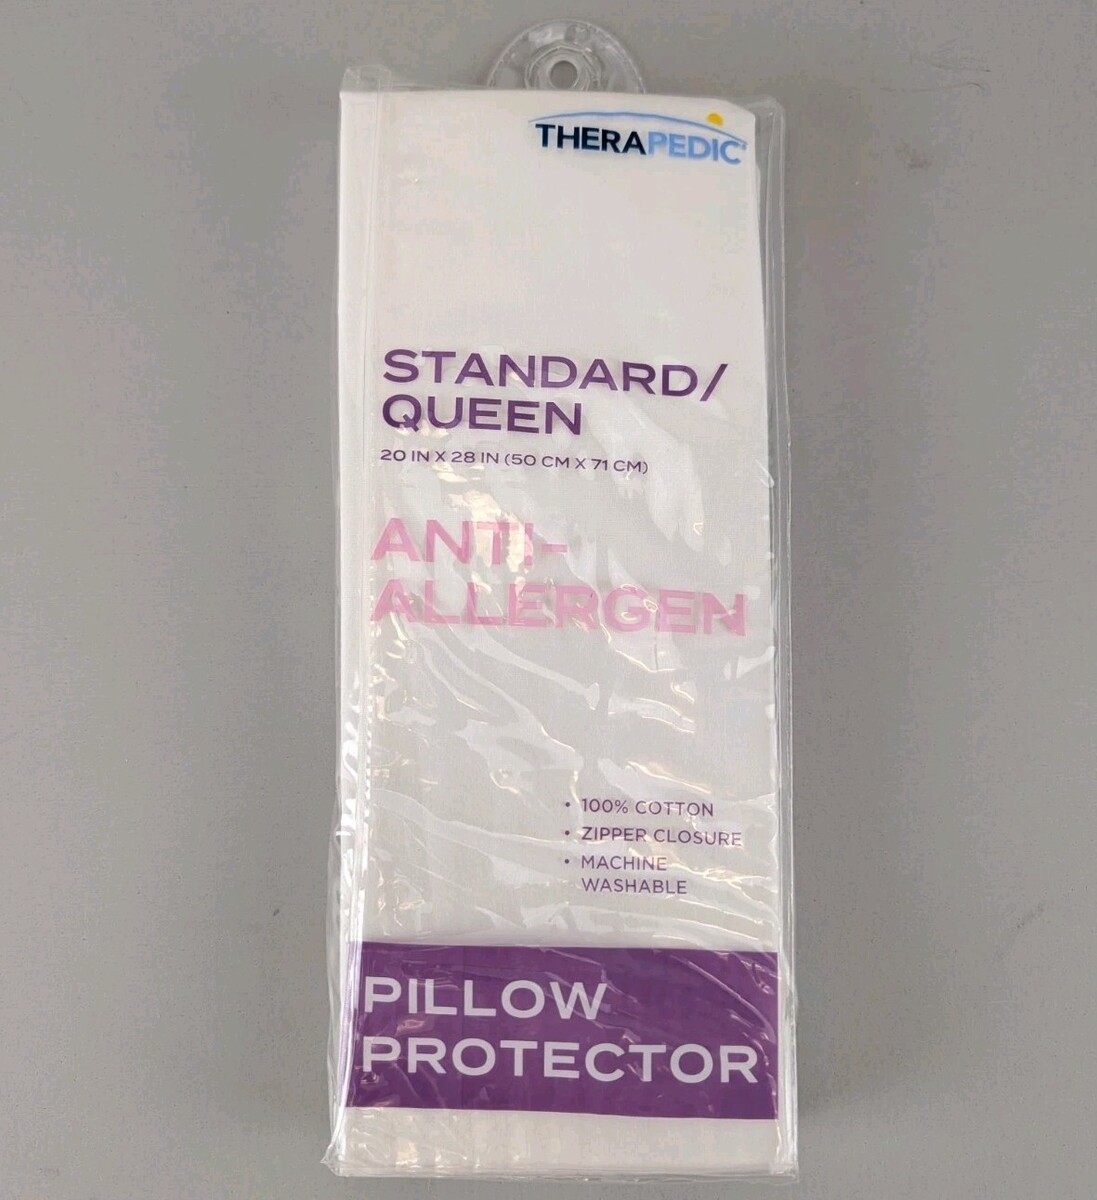 THERAPEDIC
STANDARD/
QUEEN
20 IN X 28 IN (50 CM X 71 CM)
ANTI-
ALLERGEN
• 100% COTTON
• ZIPPER CLOSURE
• MACHINE
WASHABLE
PILLOW
PROTECTOR